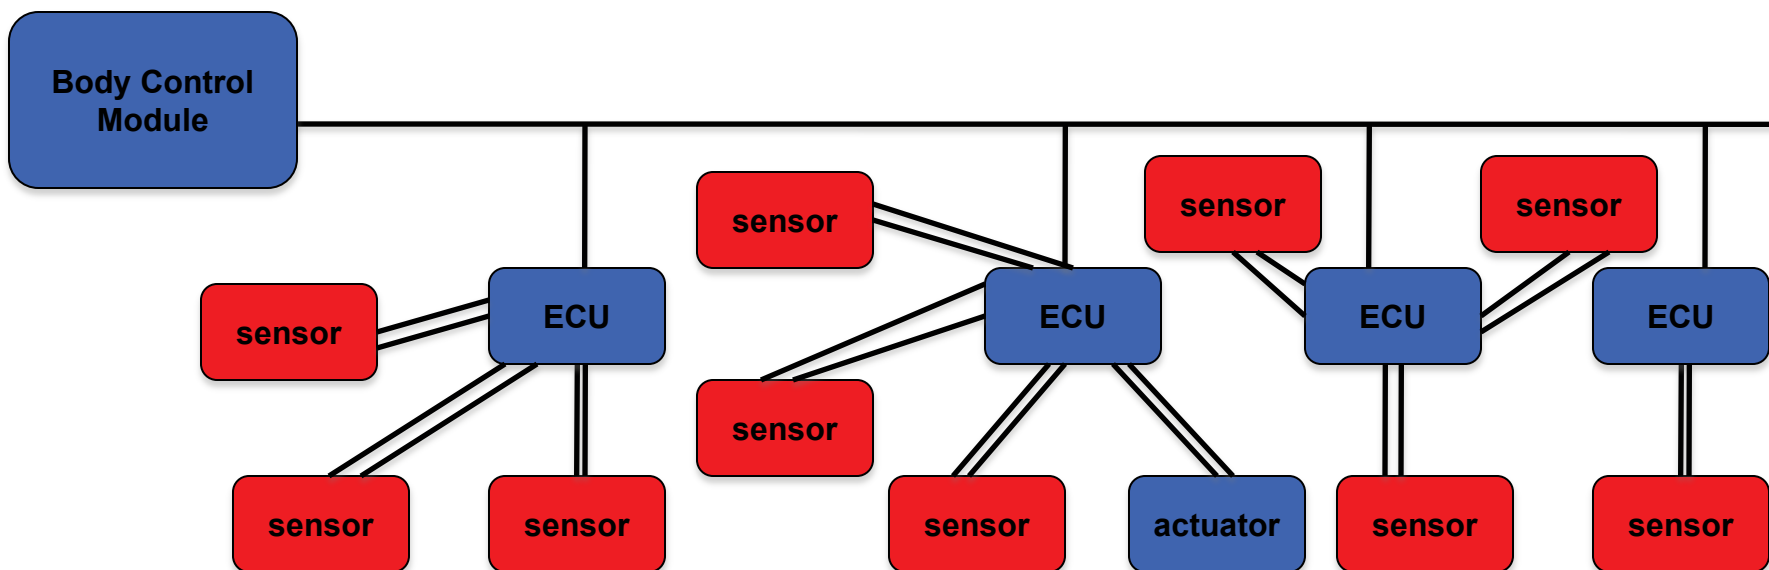 Body Control
Module
sensor
sensor
sensor
sensor
ECU
ECU
ECU
ECU
sensor
sensor
sensor
sensor
sensor
actuator
sensor
sensor